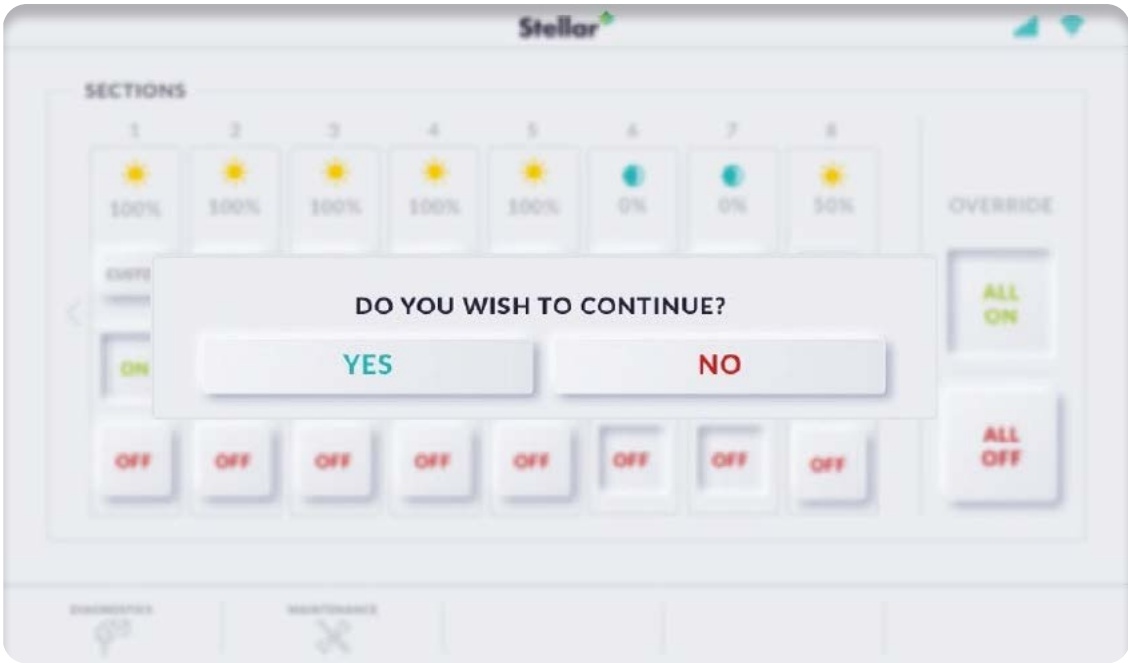 Stellar
SECTIONS
1 2 3 4 5 6 7 8
100% 100% 100% 100% 100% 0% 0% 50%
OVERRIDE
DO YOU WISH TO CONTINUE?
YES NO
ALL
ON
ON
OFF OFF OFF OFF OFF OFF OFF OFF
ALL
OFF
DIAGNOSTICS MAINTENANCE